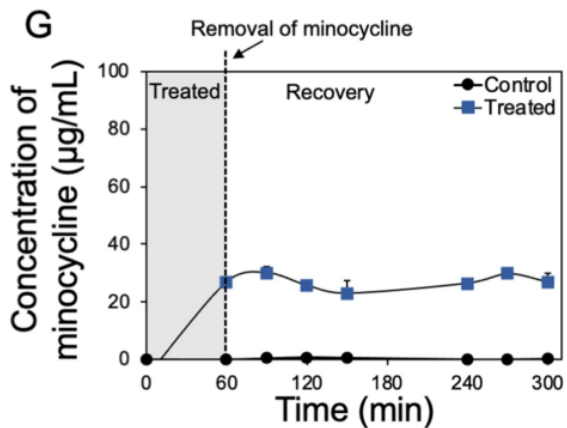 G
Removal of minocycline
Concentration of
minocycline (μg/mL)
100
80
60
40
20
0
Treated
Recovery
Control
Treated
0 60 120 180 240 300
Time (min)